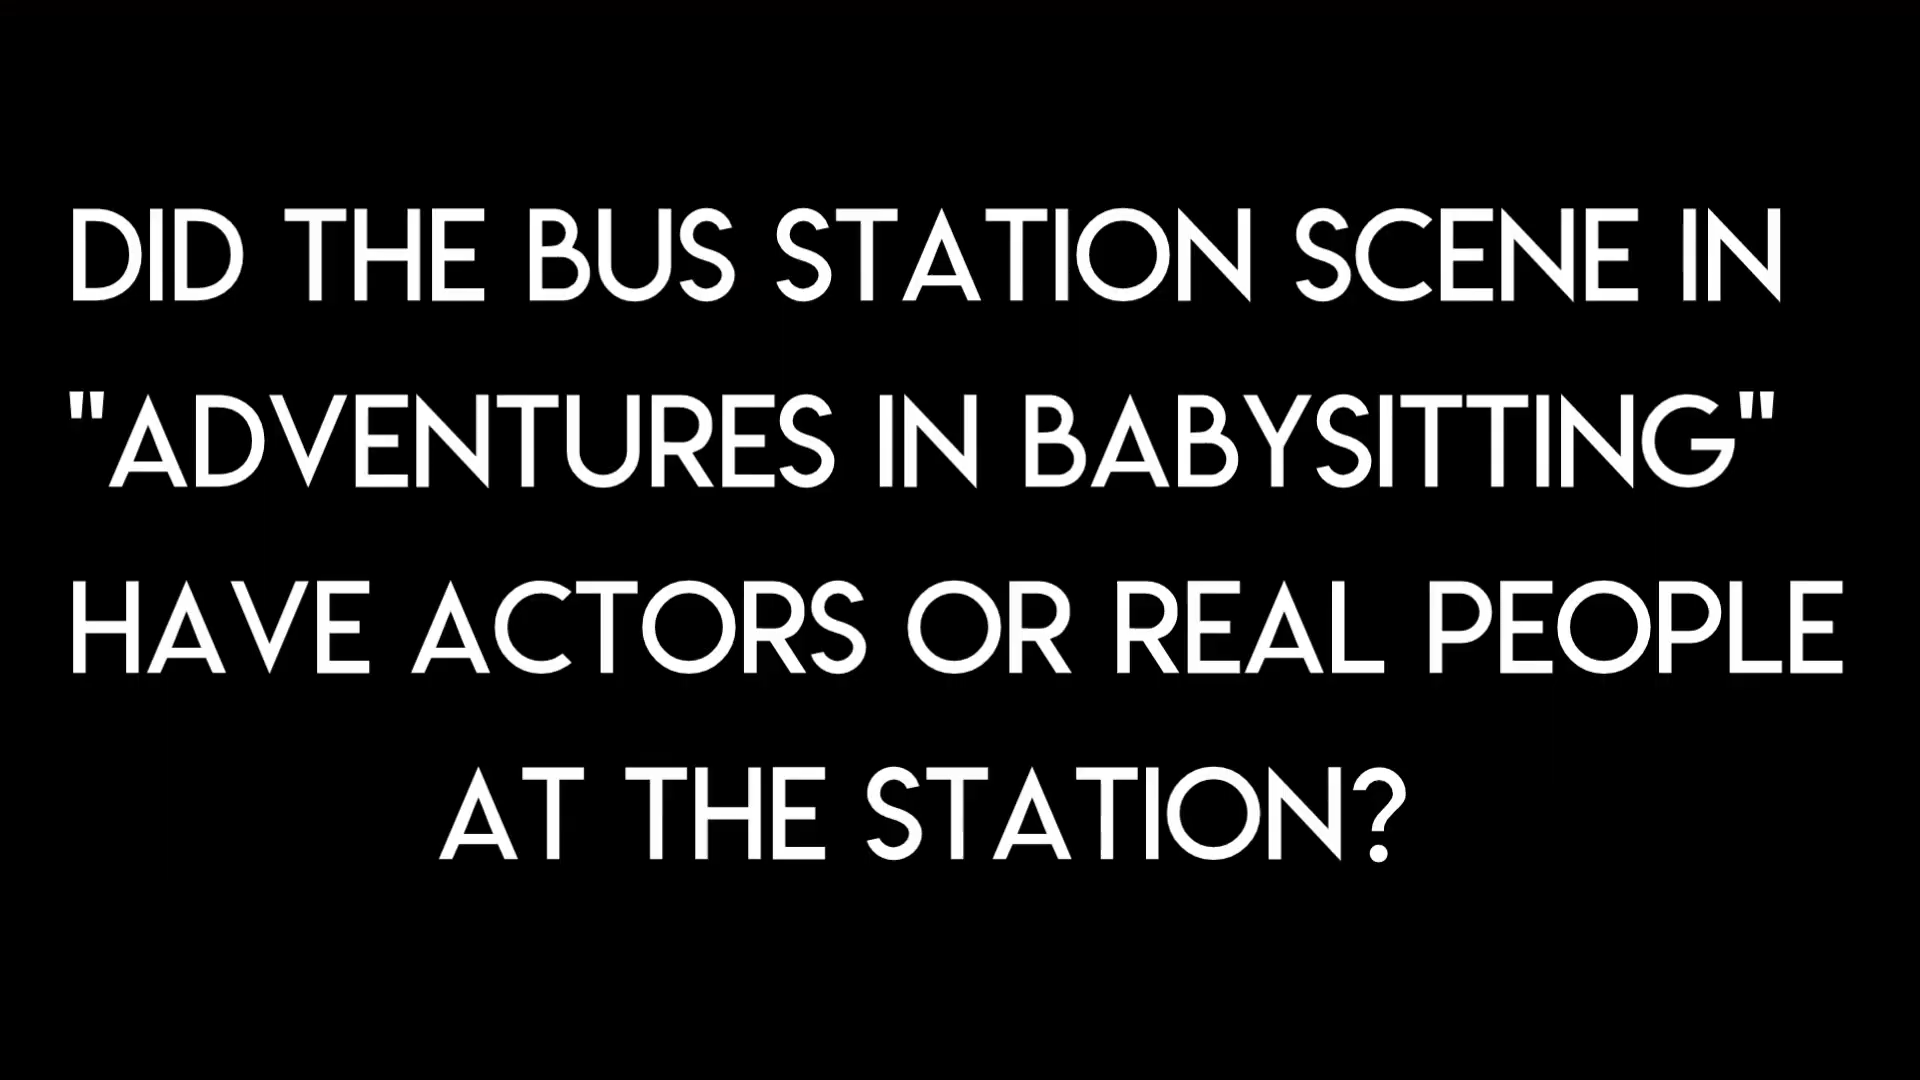 DID THE BUS STATION SCENE IN
"ADVENTURES IN BABYSITTING"
HAVE ACTORS OR REAL PEOPLE
AT THE STATION?